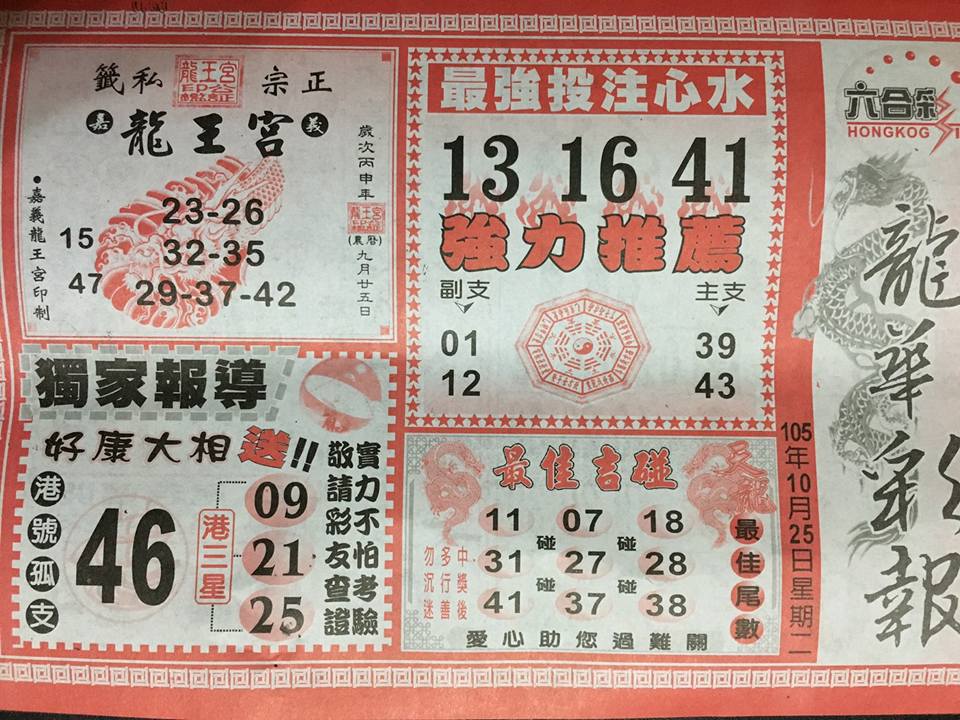 籤私 龍王宮印 宗正
嘉 龍王宮 義
歲次丙申年
(農曆)九月廿五日
•嘉義龍王宮印制
15
47
23-26
32-35
29-37-42
最強投注心水
13 16 41
強力推薦
副支
01
12
主支
39
43
獨家報導
好康大相送!!
港號孤支
46
港三星
09
21
25
實力不怕考驗
敬請彩友查證
最佳吉碰
天龍
最佳尾數
11 07 18
碰 碰
31 27 28
碰 碰
41 37 38
中獎後
多行善
勿沉迷
愛心助您過難關
105年10月25日星期二
六合彩
HONGKOG
龍華
報